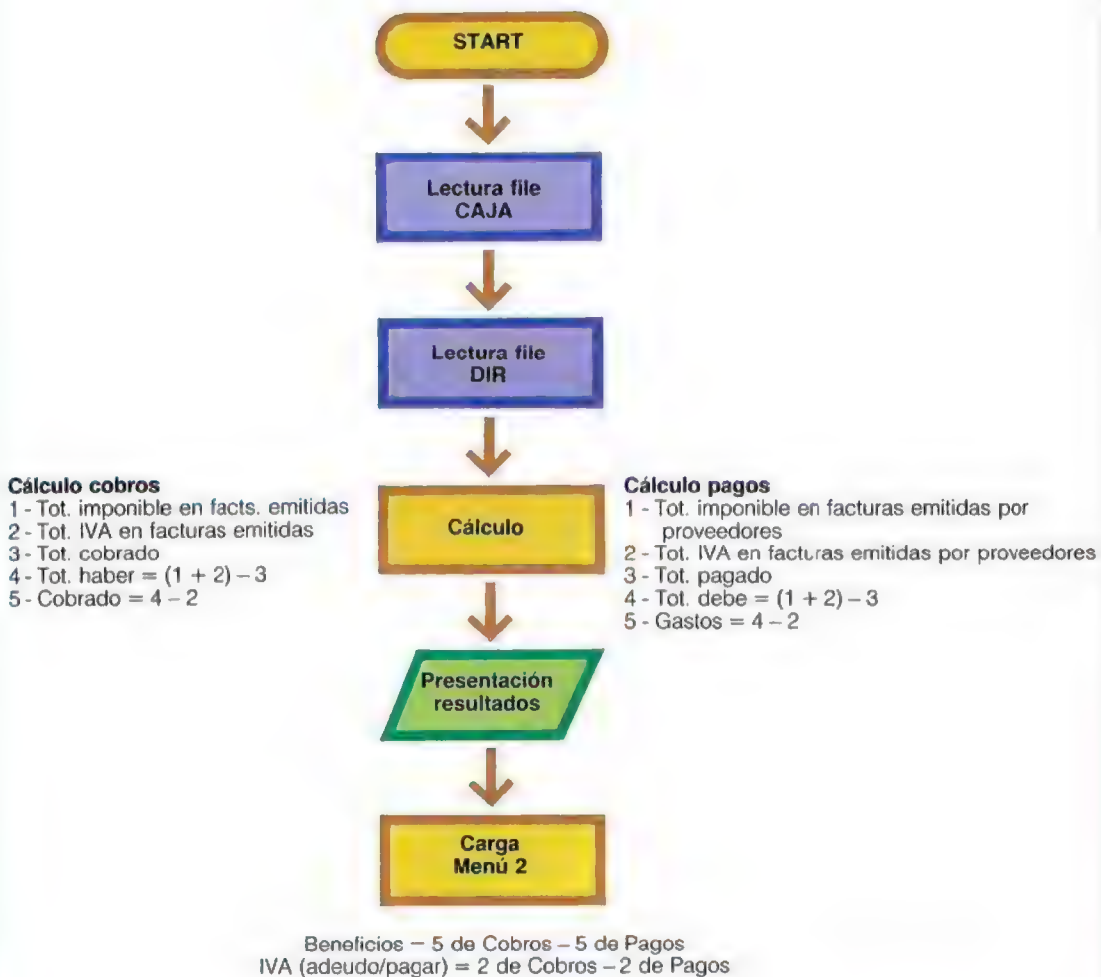 START
Lectura file
CAJA
Lectura file
DIR
Cálculo cobros
1 - Tot. imponible en facts. emitidas
2 - Tot. IVA en facturas emitidas
3 - Tot. cobrado
4 - Tot. haber = (1 + 2) – 3
5 - Cobrado = 4 – 2
Cálculo
Cálculo pagos
1 - Tot. imponible en facturas emitidas por
proveedores
2 - Tot. IVA en facturas emitidas por proveedores
3 - Tot. pagado
4 - Tot. debe = (1 + 2) – 3
5 - Gastos = 4 – 2
Presentación
resultados
Carga
Menú 2
Beneficios – 5 de Cobros – 5 de Pagos
IVA (adeudo/pagar) = 2 de Cobros – 2 de Pagos